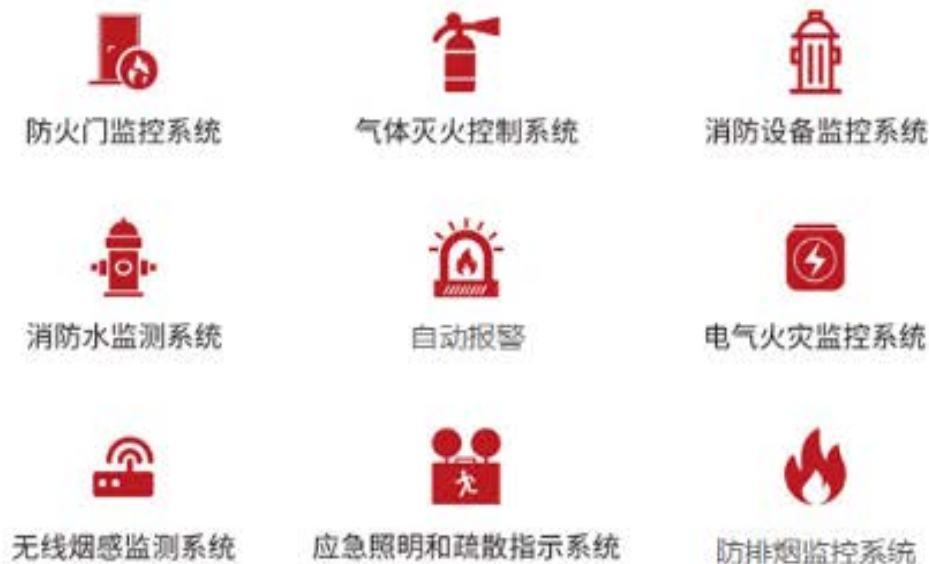 防火门监控系统
气体灭火控制系统
消防设备监控系统
消防水监测系统
自动报警
电气火灾监控系统
无线烟感监测系统
应急照明和疏散指示系统
防排烟监控系统